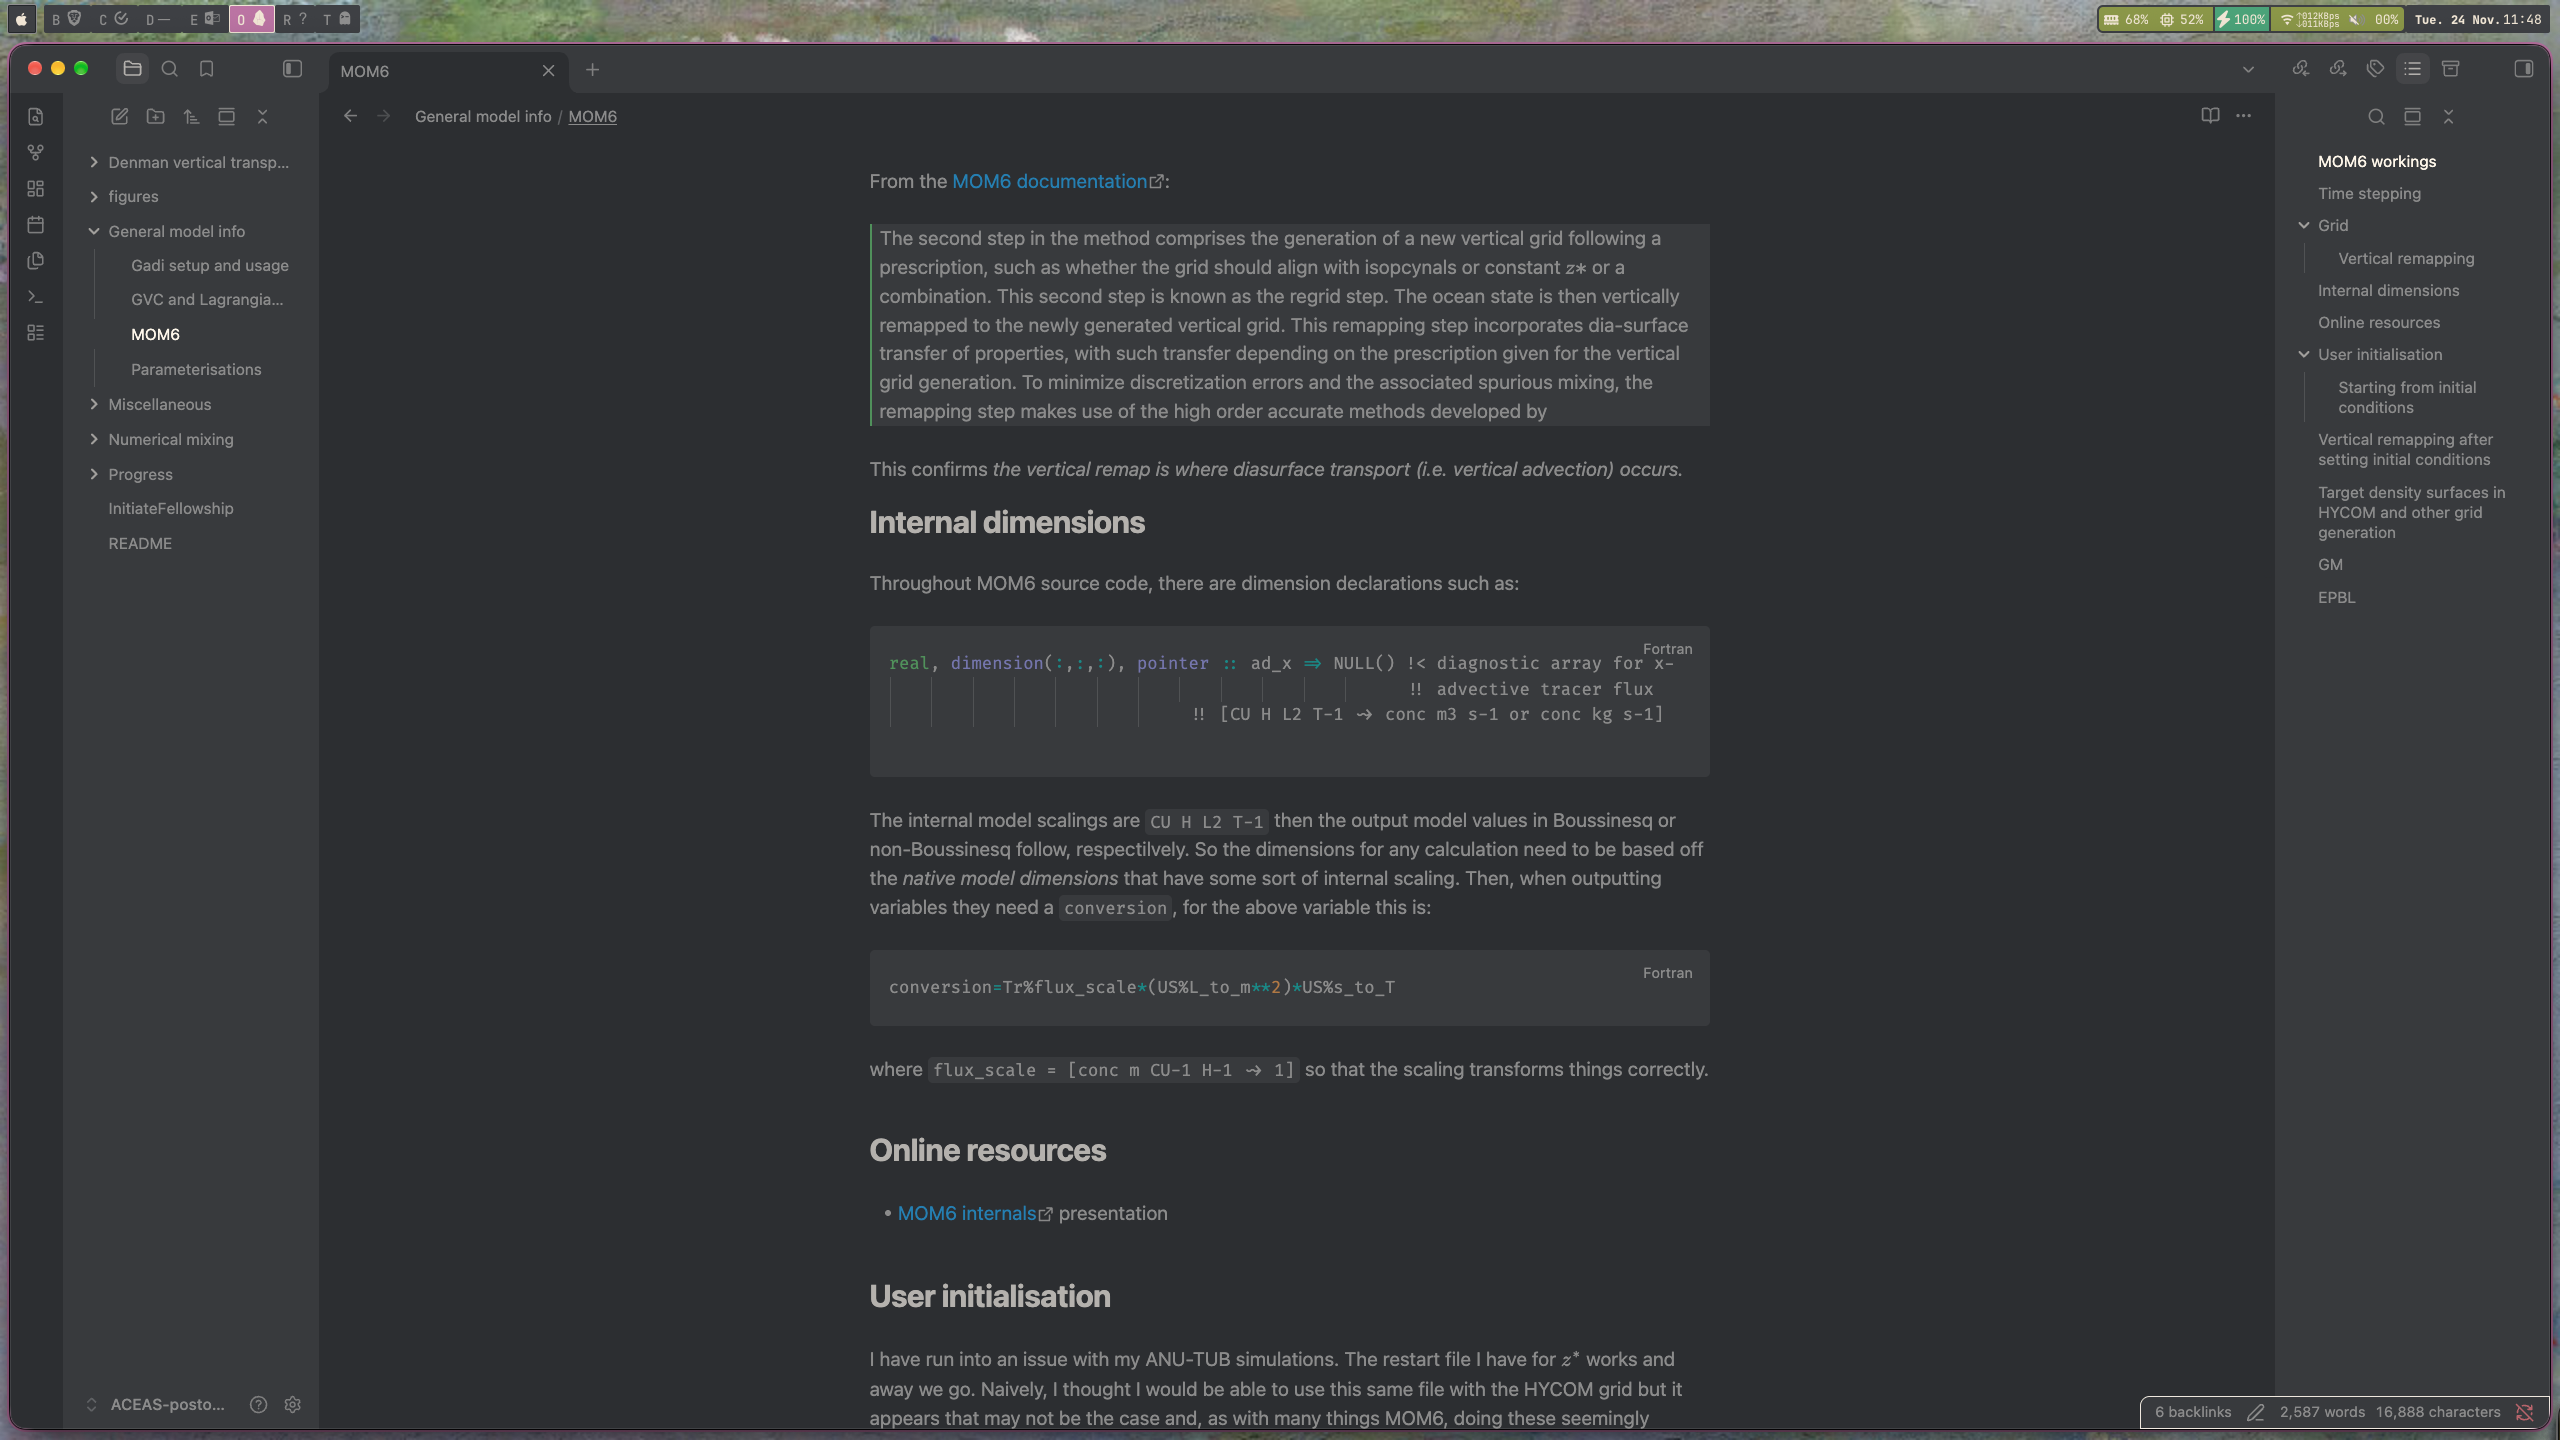 B C D E O R ? T 68% 52% 100% ↑012KBps ↓011KBps 00% Tue. 24 Nov. 11:48
MOM6
General model info / MOM6
Denman vertical transp...
figures
General model info
Gadi setup and usage
GVC and Lagrangia...
MOM6
Parameterisations
Miscellaneous
Numerical mixing
Progress
InitiateFellowship
README
ACEAS-posto...
From the MOM6 documentation:
The second step in the method comprises the generation of a new vertical grid following a
prescription, such as whether the grid should align with isopcynals or constant z∗ or a
combination. This second step is known as the regrid step. The ocean state is then vertically
remapped to the newly generated vertical grid. This remapping step incorporates dia-surface
transfer of properties, with such transfer depending on the prescription given for the vertical
grid generation. To minimize discretization errors and the associated spurious mixing, the
remapping step makes use of the high order accurate methods developed by
This confirms the vertical remap is where diasurface transport (i.e. vertical advection) occurs.
Internal dimensions
Throughout MOM6 source code, there are dimension declarations such as:
Fortran
real, dimension(:,:,:), pointer :: ad_x => NULL() !< diagnostic array for x-
!! advective tracer flux
!! [CU H L2 T-1 ~> conc m3 s-1 or conc kg s-1]
The internal model scalings are CU H L2 T-1 then the output model values in Boussinesq or
non-Boussinesq follow, respectilvely. So the dimensions for any calculation need to be based off
the native model dimensions that have some sort of internal scaling. Then, when outputting
variables they need a conversion, for the above variable this is:
Fortran
conversion=Tr%flux_scale*(US%L_to_m**2)*US%s_to_T
where flux_scale = [conc m CU-1 H-1 ~> 1] so that the scaling transforms things correctly.
Online resources
• MOM6 internals presentation
User initialisation
I have run into an issue with my ANU-TUB simulations. The restart file I have for z* works and
away we go. Naively, I thought I would be able to use this same file with the HYCOM grid but it
appears that may not be the case and, as with many things MOM6, doing these seemingly
MOM6 workings
Time stepping
Grid
Vertical remapping
Internal dimensions
Online resources
User initialisation
Starting from initial
conditions
Vertical remapping after
setting initial conditions
Target density surfaces in
HYCOM and other grid
generation
GM
EPBL
6 backlinks 2,587 words 16,888 characters